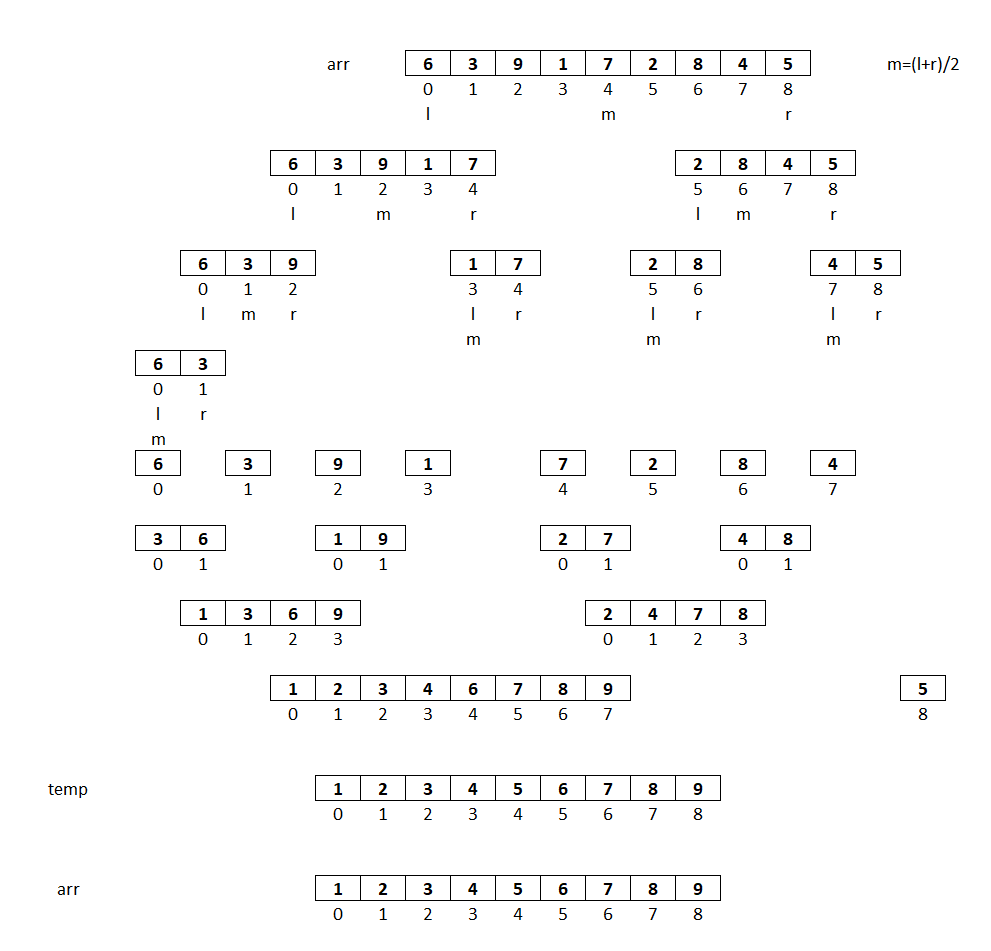 arr 6 3 9 1 7 2 8 4 5 m=(l+r)/2
0 1 2 3 4 5 6 7 8
l m r
6 3 9 1 7 2 8 4 5
0 1 2 3 4 5 6 7 8
l m r l m r
6 3 9 1 7 2 8 4 5
0 1 2 3 4 5 6 7 8
l m r l r l r l r
m m m
6 3
0 1
l r
m
6 3 9 1 7 2 8 4
0 1 2 3 4 5 6 7
3 6 1 9 2 7 4 8
0 1 0 1 0 1 0 1
1 3 6 9 2 4 7 8
0 1 2 3 0 1 2 3
1 2 3 4 6 7 8 9 5
0 1 2 3 4 5 6 7 8
temp 1 2 3 4 5 6 7 8 9
0 1 2 3 4 5 6 7 8
arr 1 2 3 4 5 6 7 8 9
0 1 2 3 4 5 6 7 8